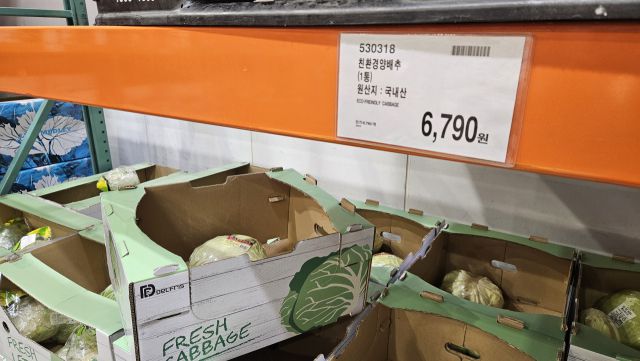 530318
친환경양배추
(1통)
원산지 : 국내산
ECO-FRIENDLY CABBAGE
6,790원
DELFRS
FRESH
CABBAGE